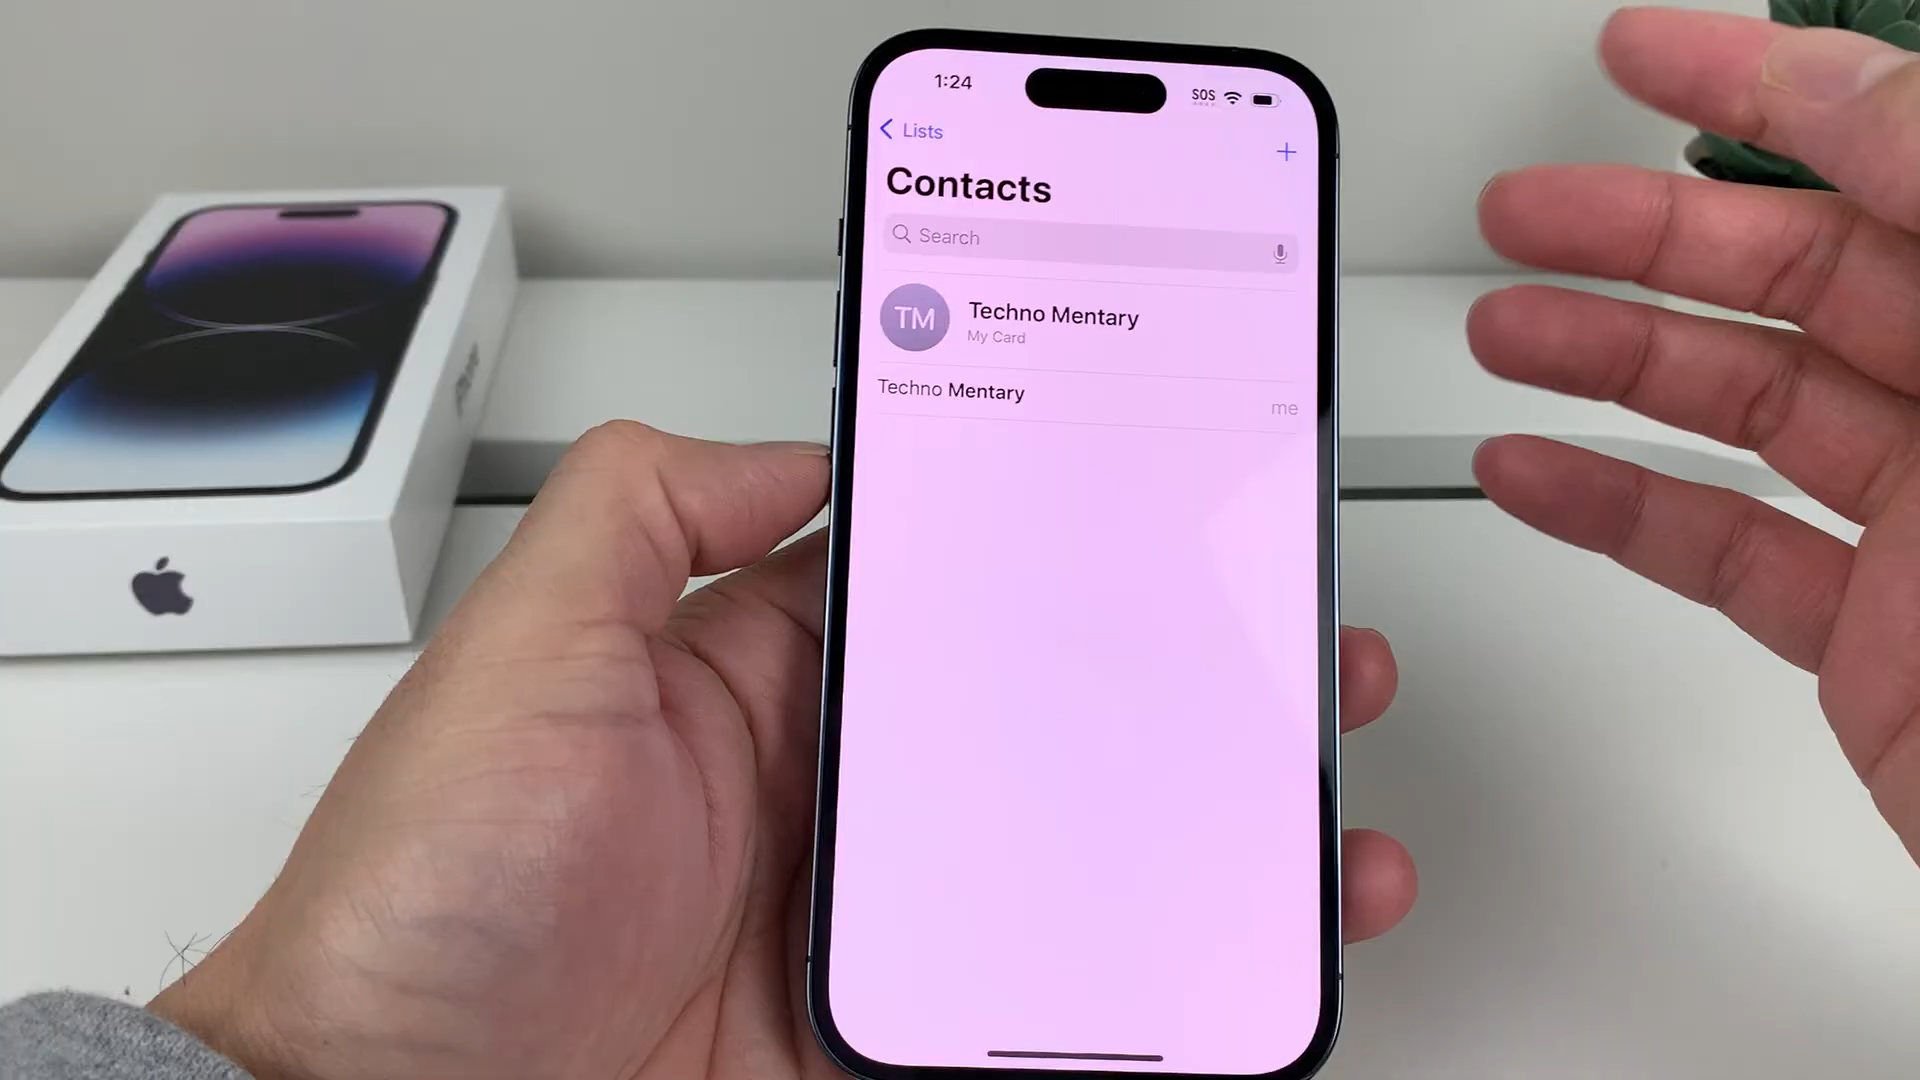 1:24
SOS
Lists
+
Contacts
Search
TM
Techno Mentary
My Card
Techno Mentary
me